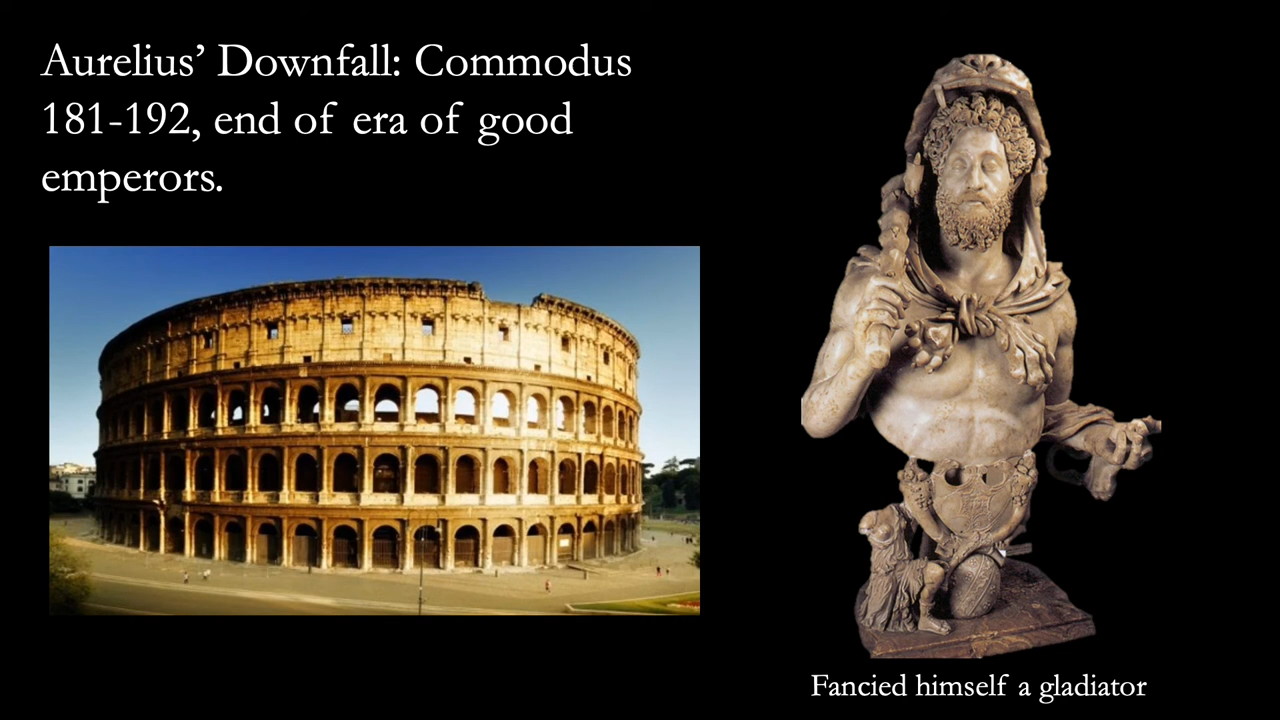 Aurelius’ Downfall: Commodus
181-192, end of era of good
emperors.
Fancied himself a gladiator